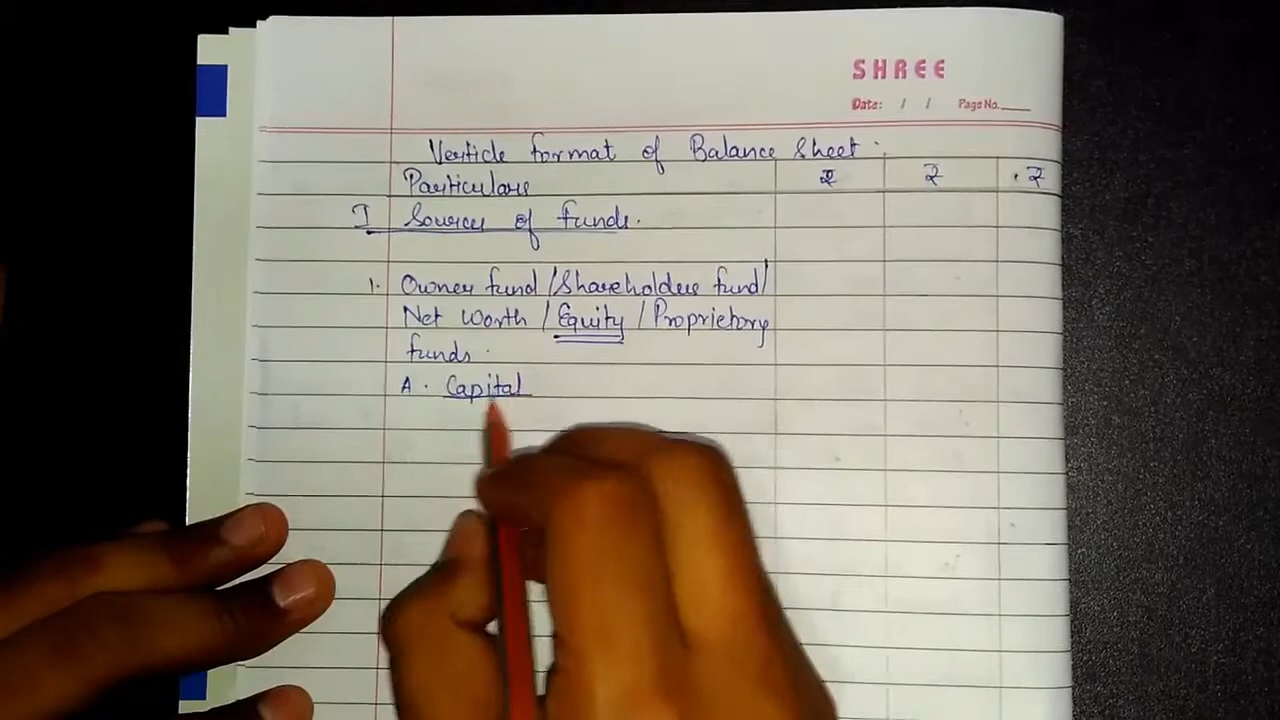 SHREE
Date: / / Page No.
Verticle format of Balance Sheet :
Particulars ₹ ₹ ₹
I Sources of funds.
1. Owner fund / Shareholders fund /
Net worth / Equity / Proprietory
funds.
A. Capital